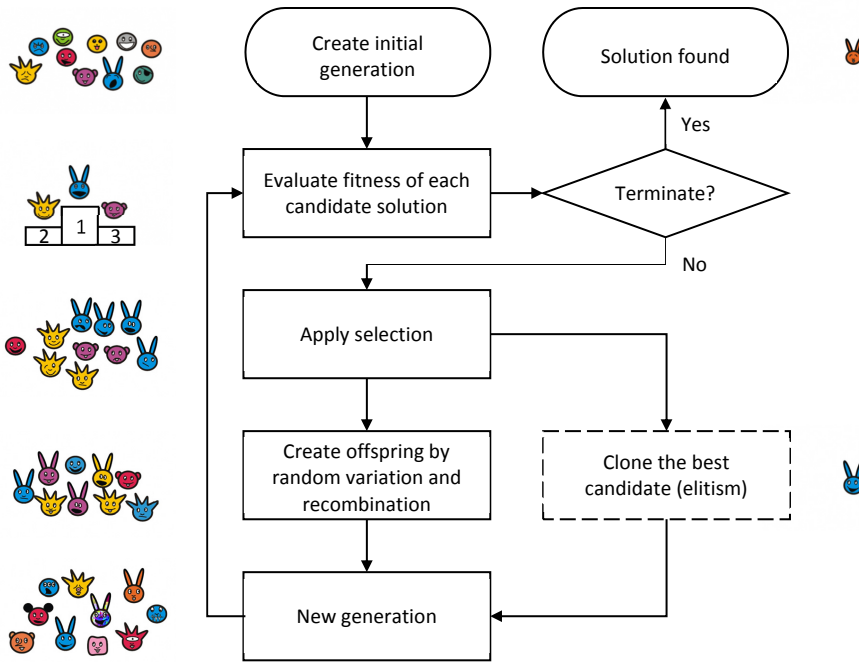 Create initial
generation
Solution found
Yes
Evaluate fitness of each
candidate solution
Terminate?
1
2
3
No
Apply selection
Create offspring by
random variation and
recombination
Clone the best
candidate (elitism)
New generation